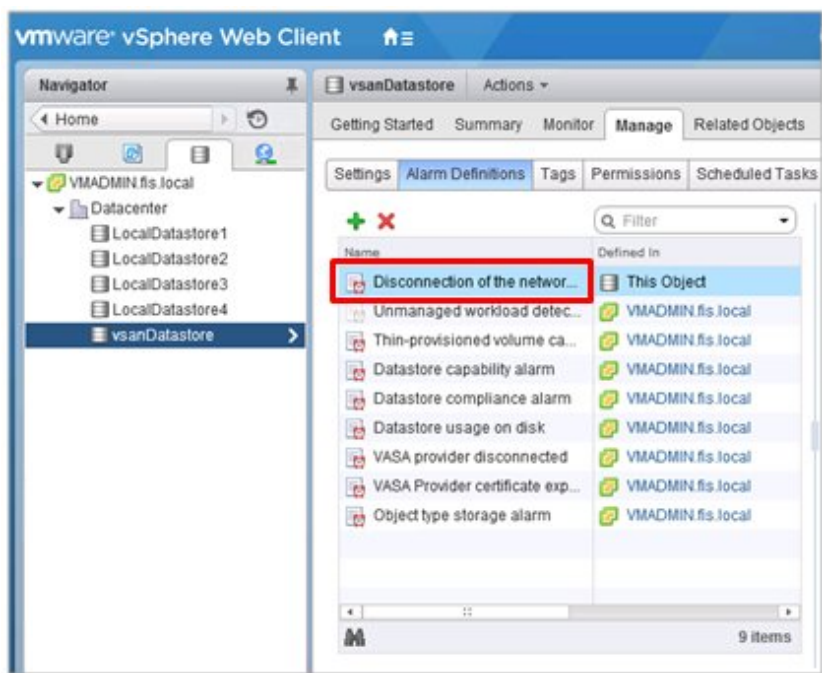 vmware® vSphere Web Client
Navigator
Home
VMADMIN.fis.local
Datacenter
LocalDatastore1
LocalDatastore2
LocalDatastore3
LocalDatastore4
vsanDatastore
vsanDatastore Actions
Getting Started Summary Monitor Manage Related Objects
Settings Alarm Definitions Tags Permissions Scheduled Tasks
Filter
Name Defined In
Disconnection of the networ... This Object
Unmanaged workload detec... VMADMIN.fis.local
Thin-provisioned volume ca... VMADMIN.fis.local
Datastore capability alarm VMADMIN.fis.local
Datastore compliance alarm VMADMIN.fis.local
Datastore usage on disk VMADMIN.fis.local
VASA provider disconnected VMADMIN.fis.local
VASA Provider certificate exp... VMADMIN.fis.local
Object type storage alarm VMADMIN.fis.local
9 items